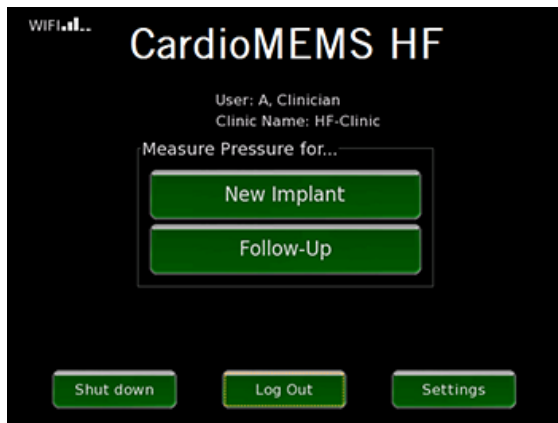 WIFI
CardioMEMS HF
User: A, Clinician
Clinic Name: HF-Clinic
Measure Pressure for...
New Implant
Follow-Up
Shut down
Log Out
Settings